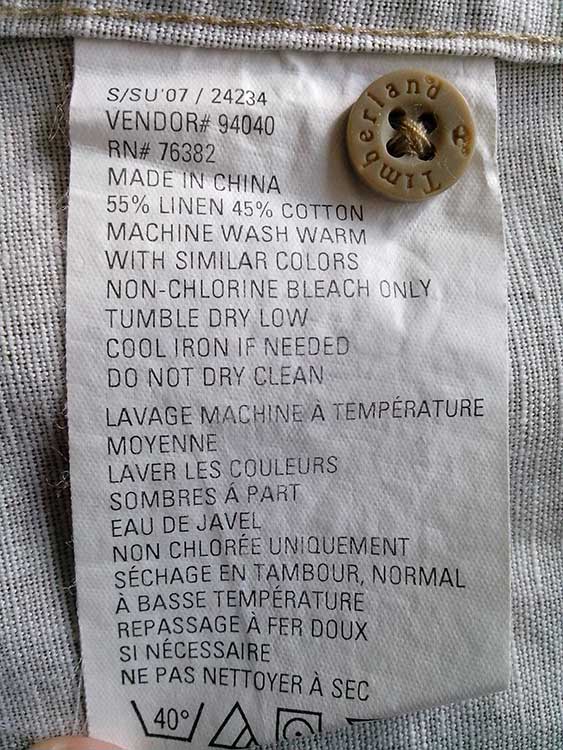 S/SU'07 / 24234
VENDOR# 94040
RN# 76382
MADE IN CHINA
55% LINEN 45% COTTON
MACHINE WASH WARM
WITH SIMILAR COLORS
NON-CHLORINE BLEACH ONLY
TUMBLE DRY LOW
COOL IRON IF NEEDED
DO NOT DRY CLEAN
LAVAGE MACHINE À TEMPÉRATURE
MOYENNE
LAVER LES COULEURS
SOMBRES Á PART
EAU DE JAVEL
NON CHLORÉE UNIQUEMENT
SÉCHAGE EN TAMBOUR, NORMAL
À BASSE TEMPÉRATURE
REPASSAGE À FER DOUX
SI NÉCESSAIRE
NE PAS NETTOYER À SEC
40°
Timberland